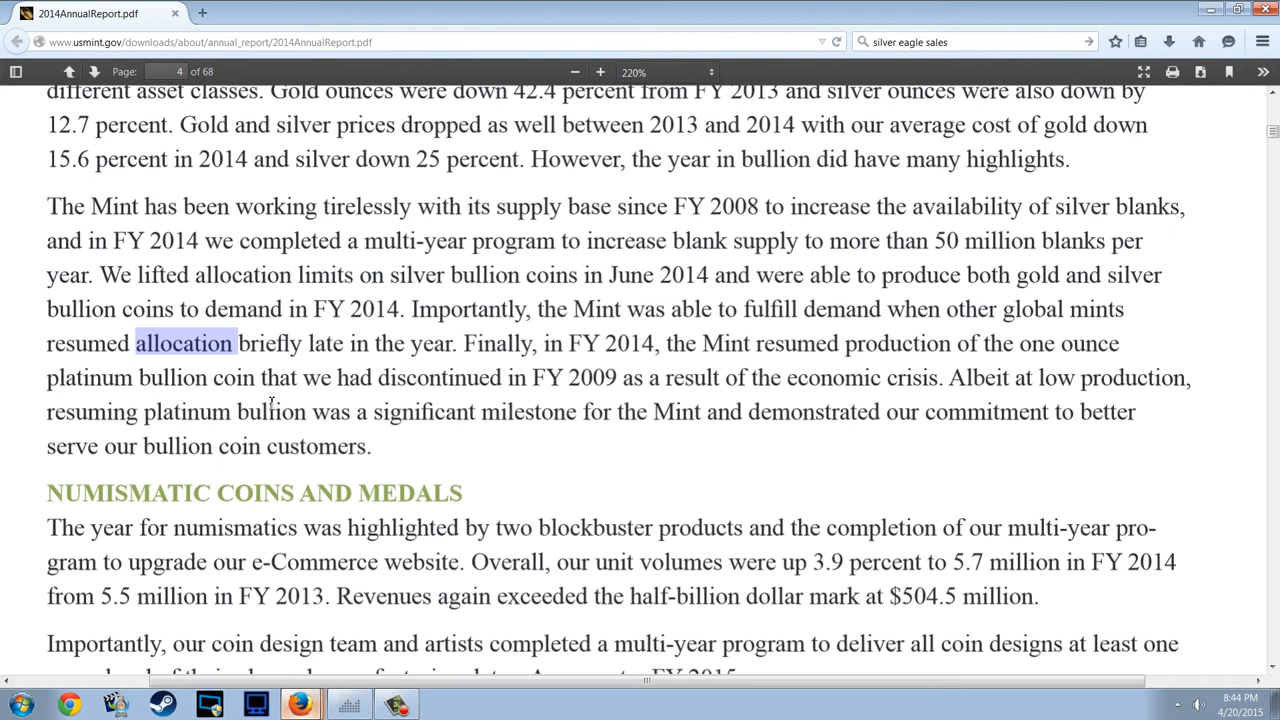 2014AnnualReport.pdf
www.usmint.gov/downloads/about/annual_report/2014AnnualReport.pdf
silver eagle sales
Page: 4 of 68
220%
different asset classes. Gold ounces were down 42.4 percent from FY 2013 and silver ounces were also down by
12.7 percent. Gold and silver prices dropped as well between 2013 and 2014 with our average cost of gold down
15.6 percent in 2014 and silver down 25 percent. However, the year in bullion did have many highlights.
The Mint has been working tirelessly with its supply base since FY 2008 to increase the availability of silver blanks,
and in FY 2014 we completed a multi-year program to increase blank supply to more than 50 million blanks per
year. We lifted allocation limits on silver bullion coins in June 2014 and were able to produce both gold and silver
bullion coins to demand in FY 2014. Importantly, the Mint was able to fulfill demand when other global mints
resumed allocation briefly late in the year. Finally, in FY 2014, the Mint resumed production of the one ounce
platinum bullion coin that we had discontinued in FY 2009 as a result of the economic crisis. Albeit at low production,
resuming platinum bullion was a significant milestone for the Mint and demonstrated our commitment to better
serve our bullion coin customers.
NUMISMATIC COINS AND MEDALS
The year for numismatics was highlighted by two blockbuster products and the completion of our multi-year pro-
gram to upgrade our e-Commerce website. Overall, our unit volumes were up 3.9 percent to 5.7 million in FY 2014
from 5.5 million in FY 2013. Revenues again exceeded the half-billion dollar mark at $504.5 million.
Importantly, our coin design team and artists completed a multi-year program to deliver all coin designs at least one
FY 2015
8:44 PM
4/20/2015